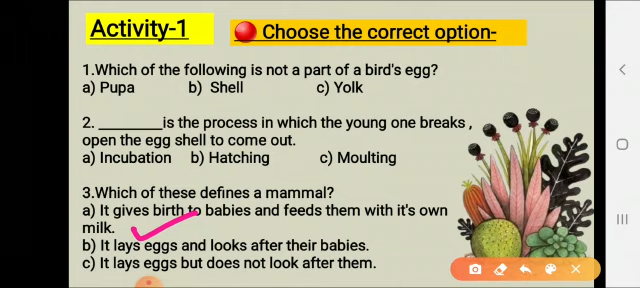 Activity-1
Choose the correct option-
1.Which of the following is not a part of a bird's egg?
a) Pupa b) Shell c) Yolk
2. ________is the process in which the young one breaks ,
open the egg shell to come out.
a) Incubation b) Hatching c) Moulting
3.Which of these defines a mammal?
a) It gives birth to babies and feeds them with it's own
milk.
b) It lays eggs and looks after their babies.
c) It lays eggs but does not look after them.